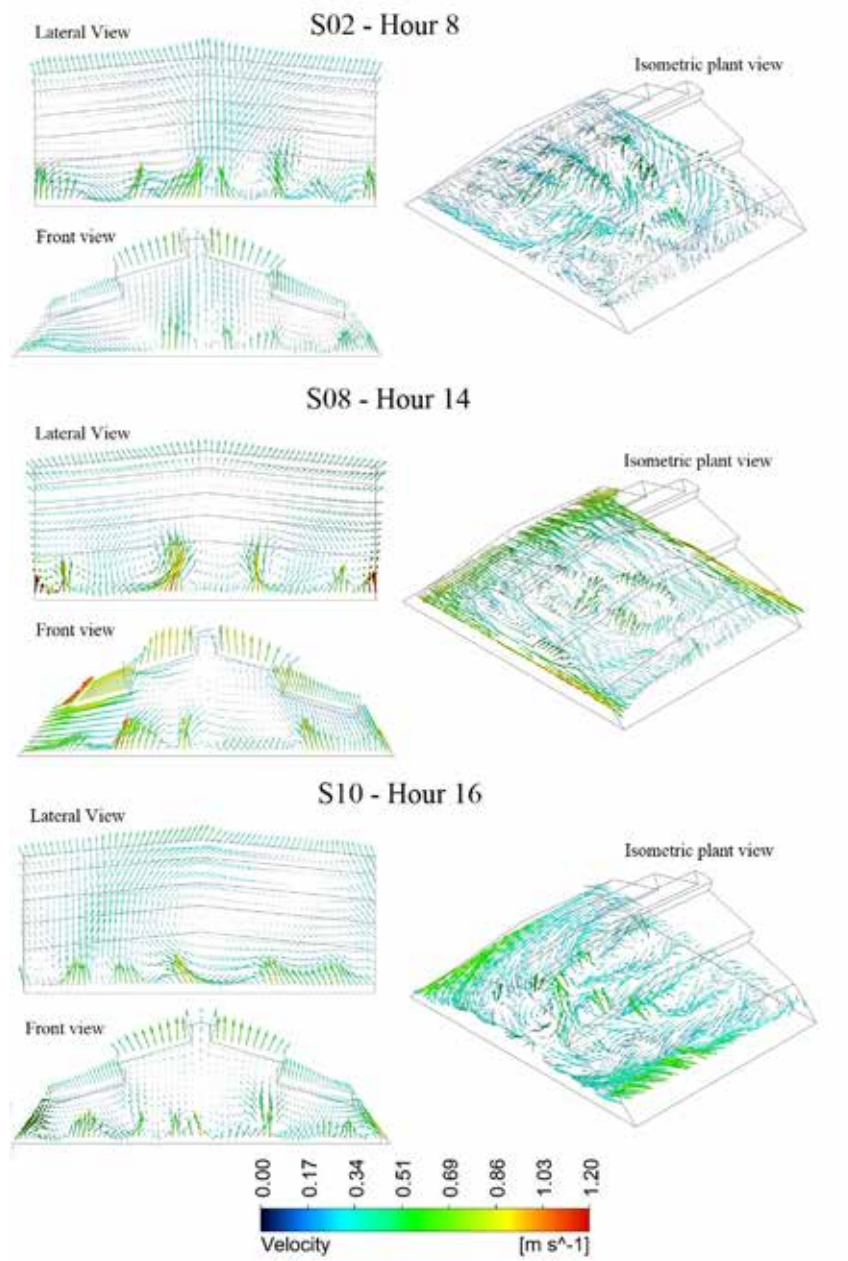 S02 - Hour 8
Lateral View
Isometric plant view
Front view
S08 - Hour 14
Lateral View
Isometric plant view
Front view
S10 - Hour 16
Lateral View
Isometric plant view
Front view
0.00 0.17 0.34 0.51 0.69 0.86 1.03 1.20
Velocity [m s^-1]